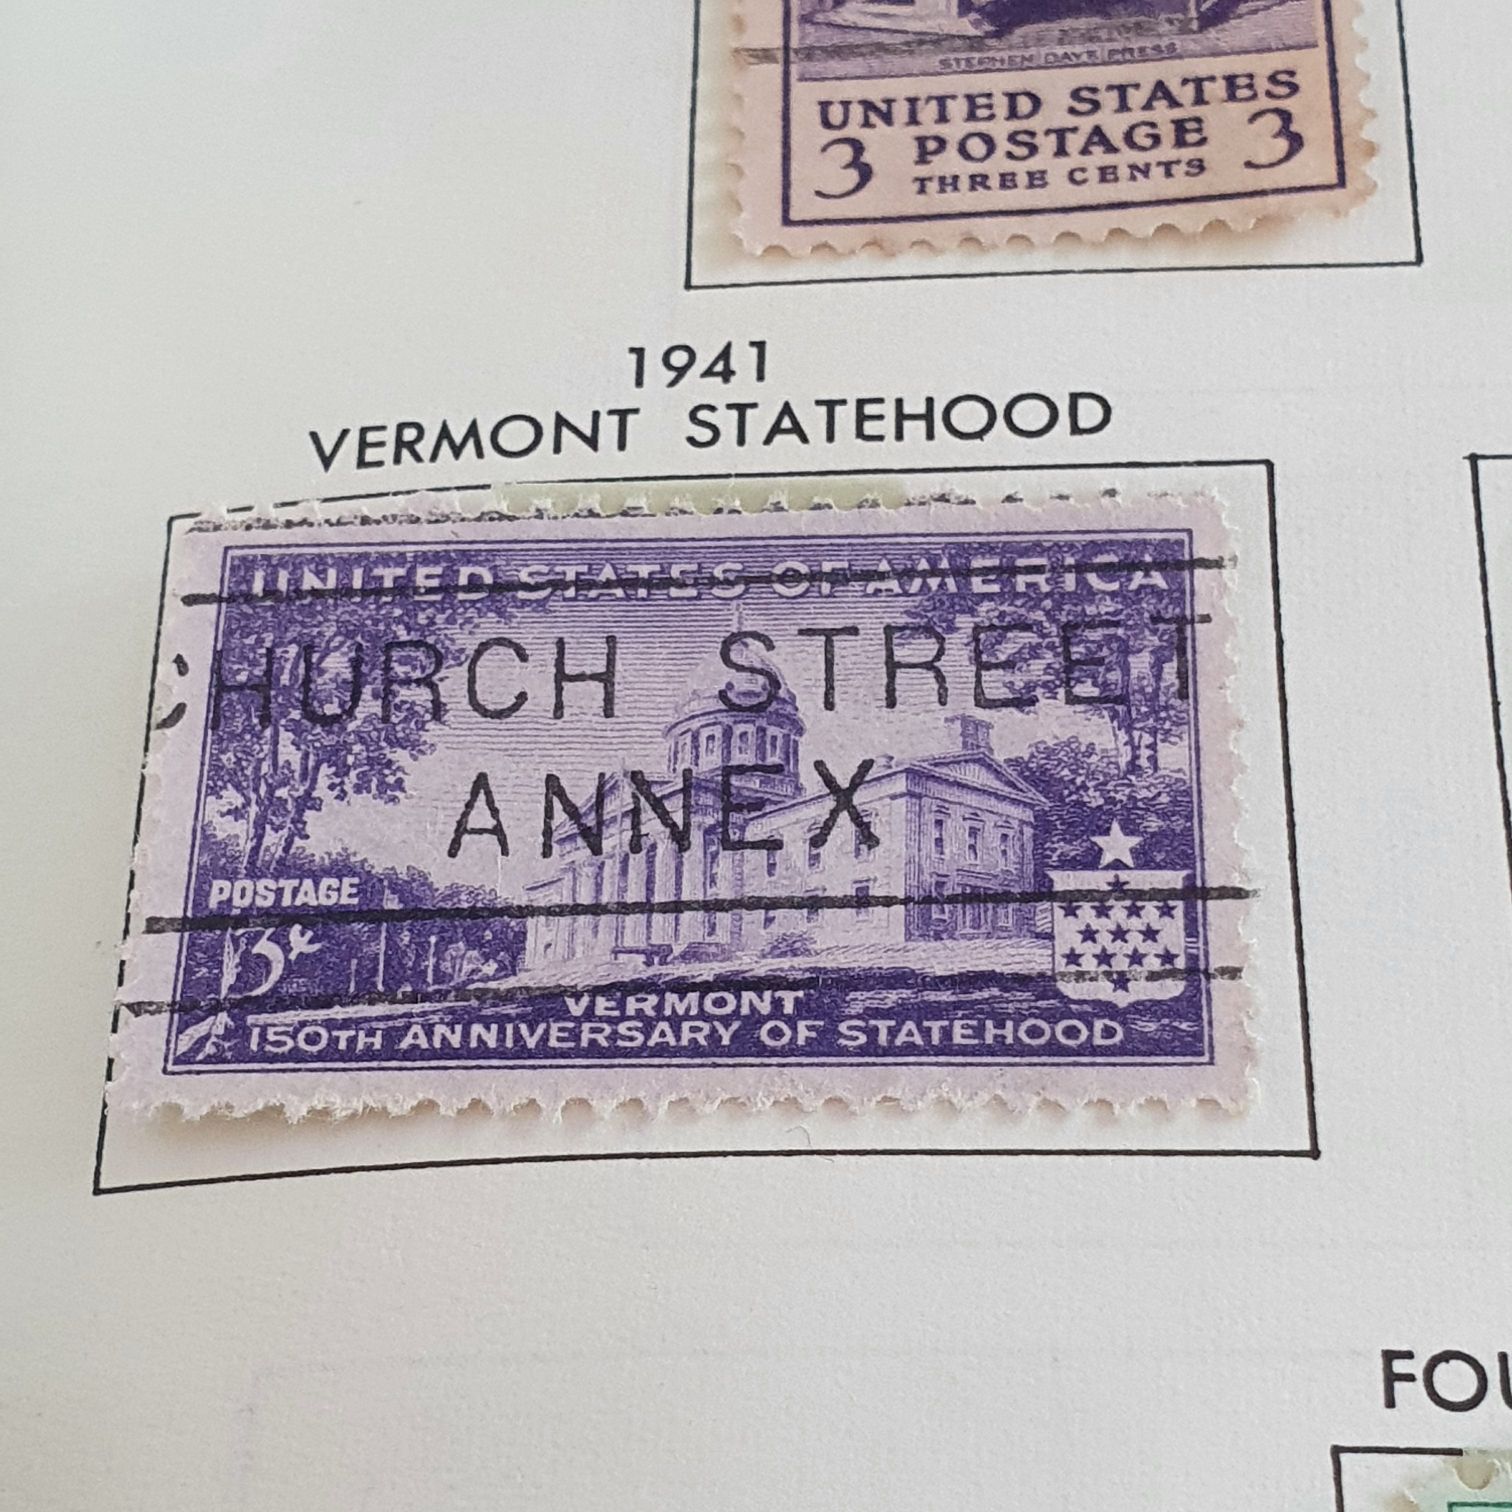 STEPHEN DAYE PRESS
UNITED STATES
3 POSTAGE 3
THREE CENTS
1941
VERMONT STATEHOOD
UNITED STATES OF AMERICA
CHURCH STREET
ANNEX
POSTAGE
3¢
VERMONT
150TH ANNIVERSARY OF STATEHOOD
FOU